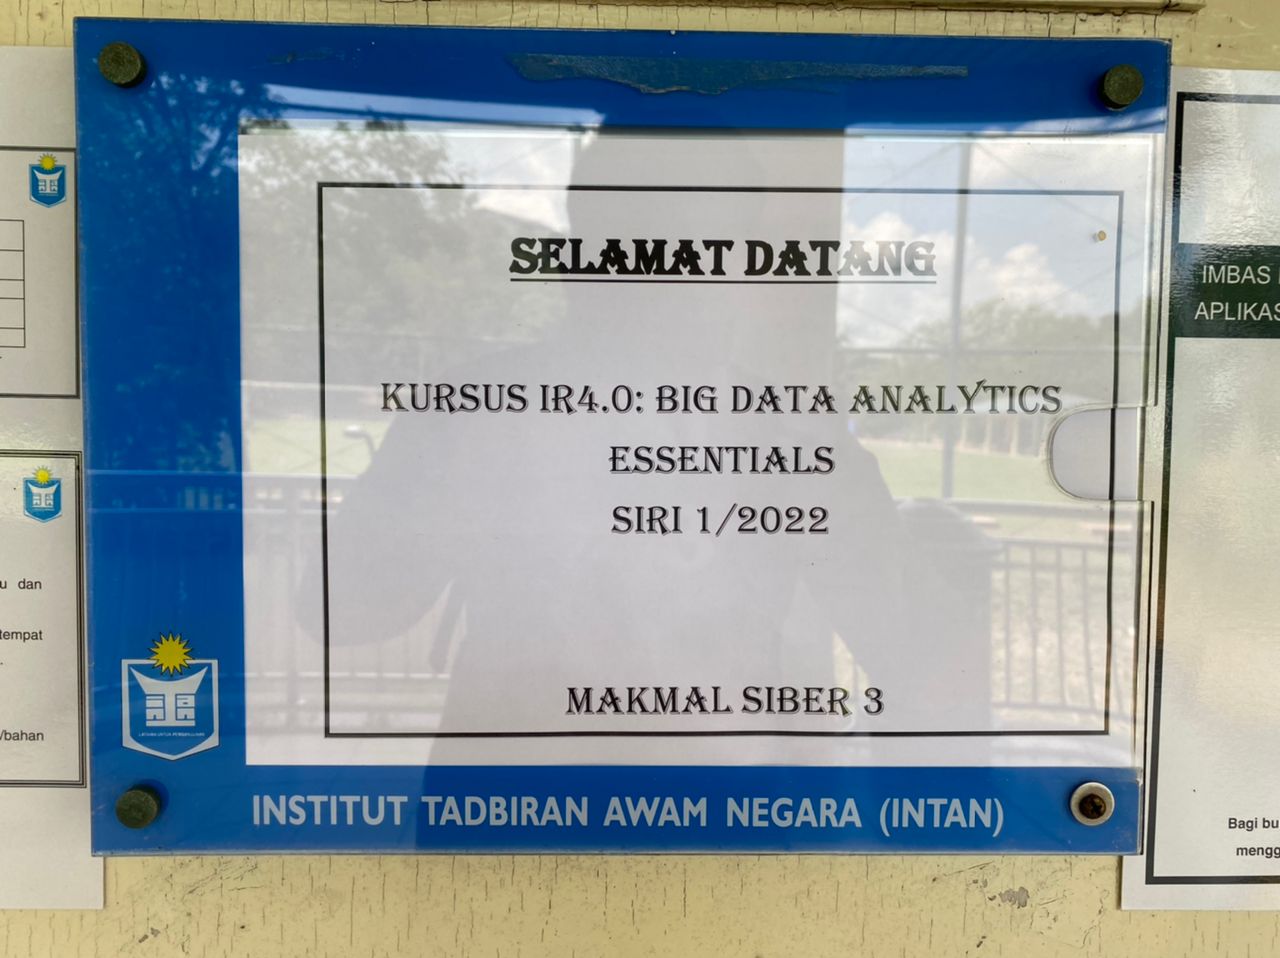 SELAMAT DATANG
KURSUS IR4.0: BIG DATA ANALYTICS
ESSENTIALS
SIRI 1/2022
MAKMAL SIBER 3
INSTITUT TADBIRAN AWAM NEGARA (INTAN)
u dan
tempat
/bahan
IMBAS
APLIKAS
Bagi bu
mengg